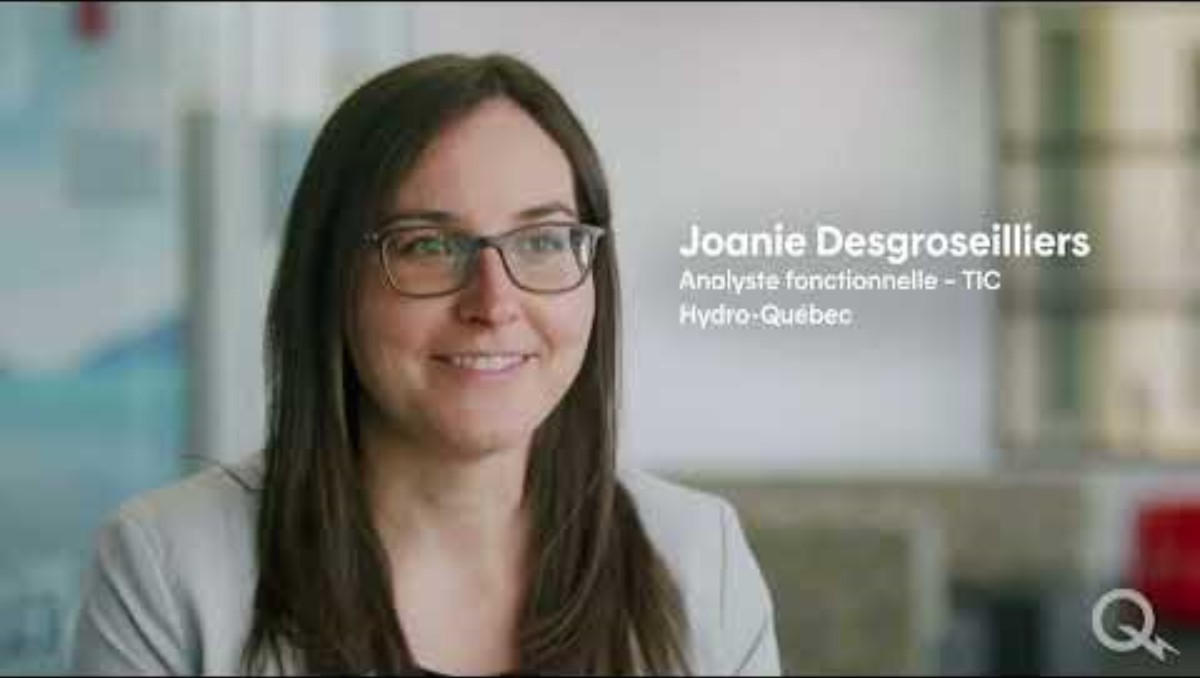 Joanie Desgroseilliers
Analyste fonctionnelle - TIC
Hydro-Québec